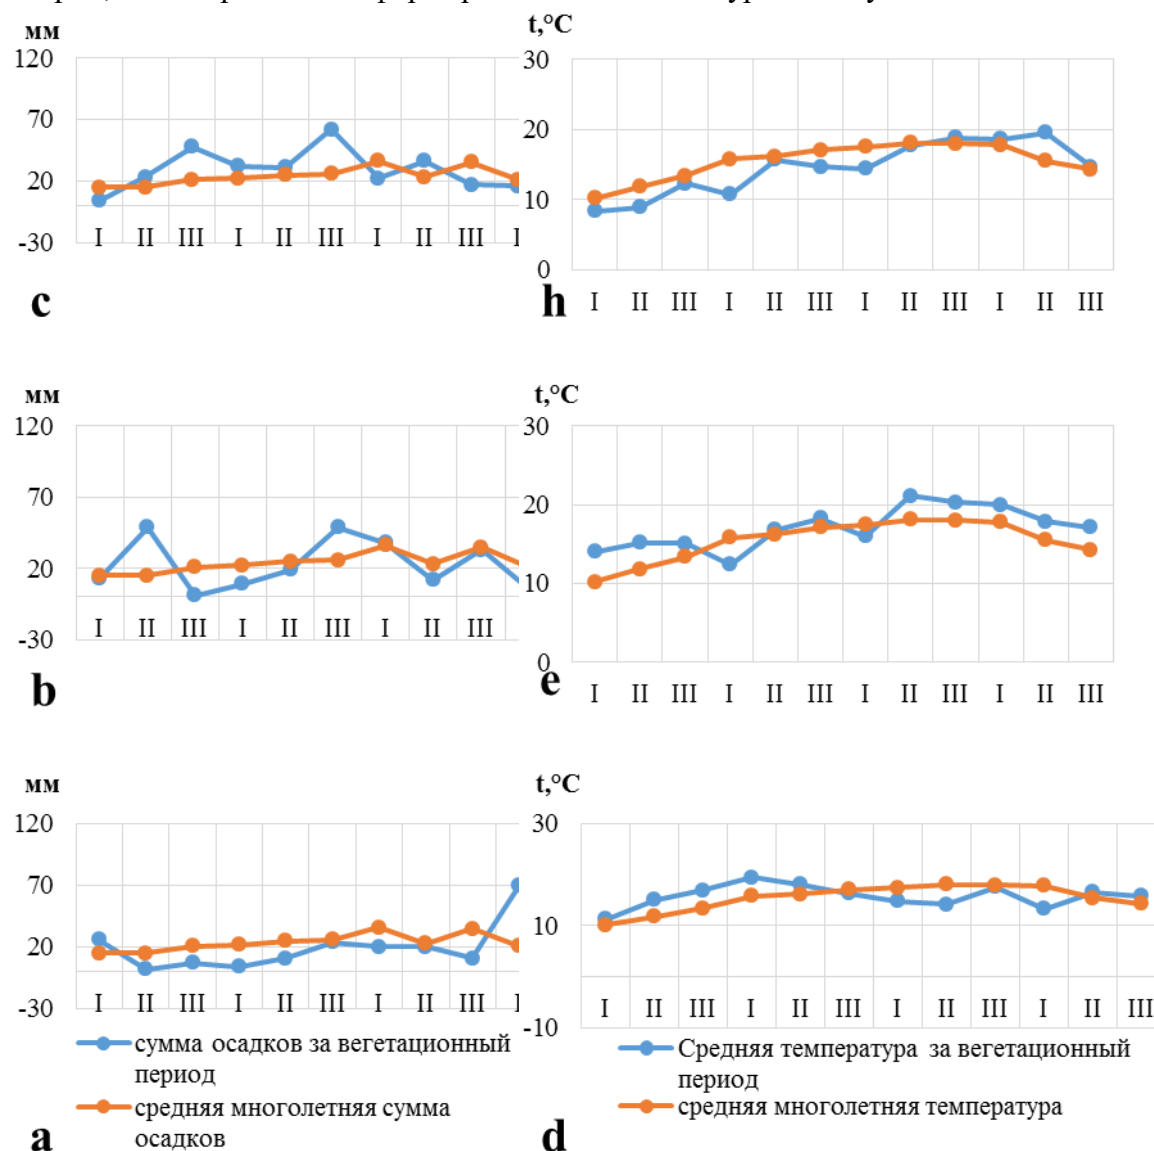 мм
t,°C
120
70
20
-30
I II III I II III I II III I
30
20
10
0
I II III I II III I II III I II III
c
h
мм
t,°C
120
70
20
-30
I II III I II III I II III
30
20
10
0
I II III I II III I II III I II III
b
e
мм
t,°C
120
70
20
-30
I II III I II III I II III I
30
10
-10
I II III I II III I II III I II III
сумма осадков за вегетационный
период
средняя многолетняя сумма
осадков
Средняя температура за вегетационный
период
средняя многолетняя температура
a
d